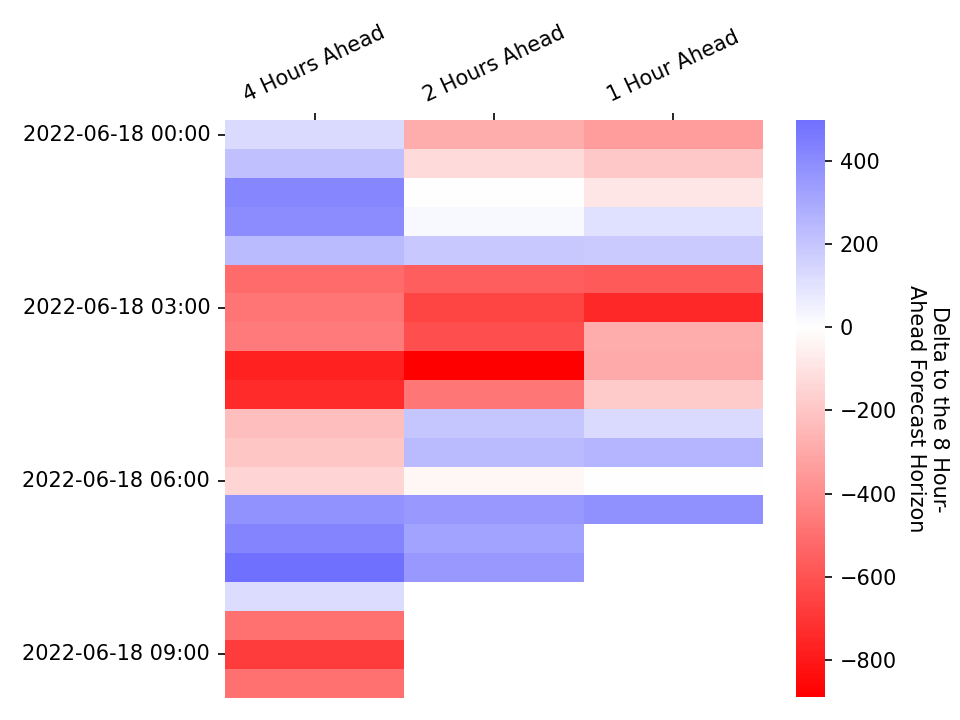 4 Hours Ahead
2 Hours Ahead
1 Hour Ahead
2022-06-18 00:00
2022-06-18 03:00
2022-06-18 06:00
2022-06-18 09:00
400
200
0
−200
−400
−600
−800
Delta to the 8 Hour-
Ahead Forecast Horizon